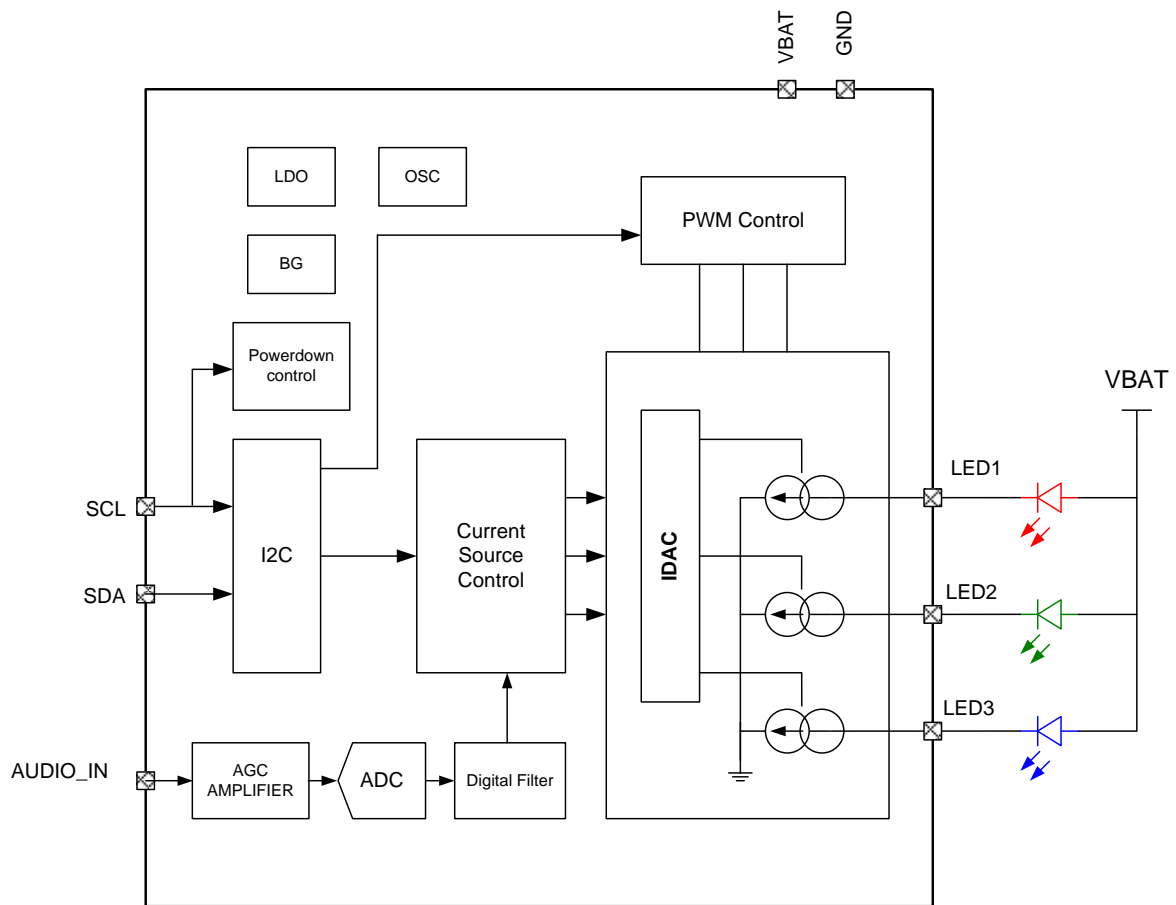 VBAT
GND
LDO
OSC
PWM Control
BG
Powerdown
control
VBAT
LED1
SCL
I2C
Current
Source
Control
IDAC
SDA
LED2
LED3
AUDIO_IN
AGC
AMPLIFIER
ADC
Digital Filter